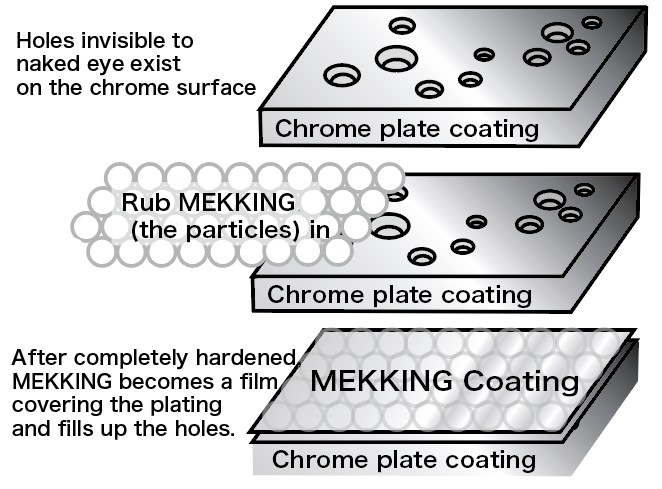 Holes invisible to
naked eye exist
on the chrome surface
Chrome plate coating
Rub MEKKING
(the particles) in
Chrome plate coating
After completely hardened,
MEKKING becomes a film
covering the plating
and fills up the holes.
MEKKING Coating
Chrome plate coating